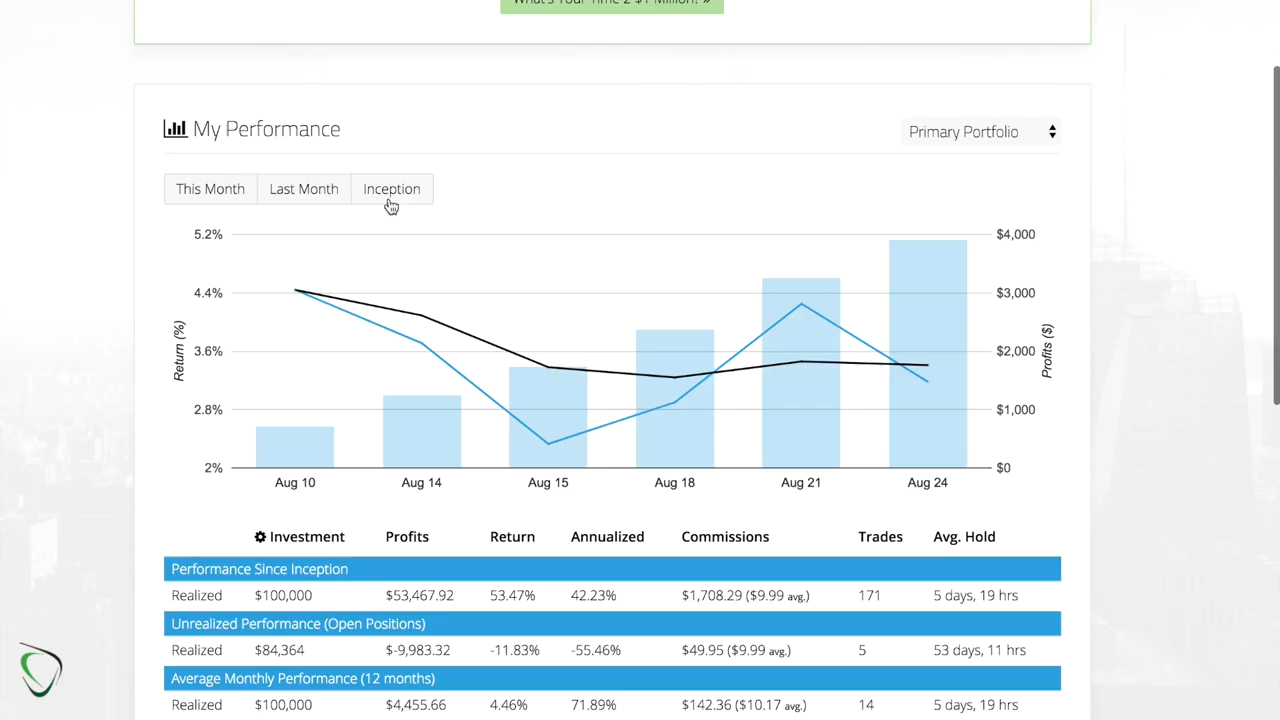 What's Your Time 2 $1 Million? »
My Performance
Primary Portfolio
This Month Last Month Inception
5.2% $4,000
4.4% $3,000
3.6% $2,000
2.8% $1,000
2% $0
Return (%)
Profits ($)
Aug 10 Aug 14 Aug 15 Aug 18 Aug 21 Aug 24
Investment Profits Return Annualized Commissions Trades Avg. Hold
Performance Since Inception
Realized $100,000 $53,467.92 53.47% 42.23% $1,708.29 ($9.99 avg.) 171 5 days, 19 hrs
Unrealized Performance (Open Positions)
Realized $84,364 $-9,983.32 -11.83% -55.46% $49.95 ($9.99 avg.) 5 53 days, 11 hrs
Average Monthly Performance (12 months)
Realized $100,000 $4,455.66 4.46% 71.89% $142.36 ($10.17 avg.) 14 5 days, 19 hrs